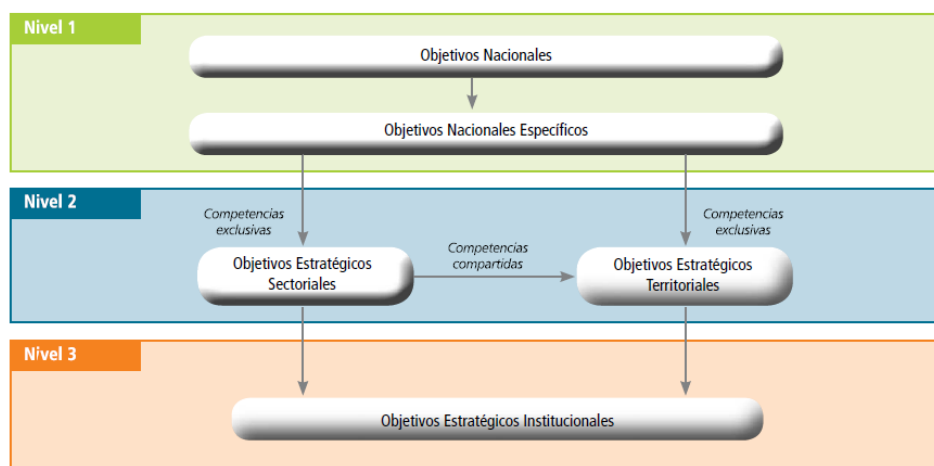 Nivel 1
Objetivos Nacionales
Objetivos Nacionales Específicos
Nivel 2
Competencias
exclusivas
Competencias
exclusivas
Competencias
compartidas
Objetivos Estratégicos
Sectoriales
Objetivos Estratégicos
Territoriales
Nivel 3
Objetivos Estratégicos Institucionales